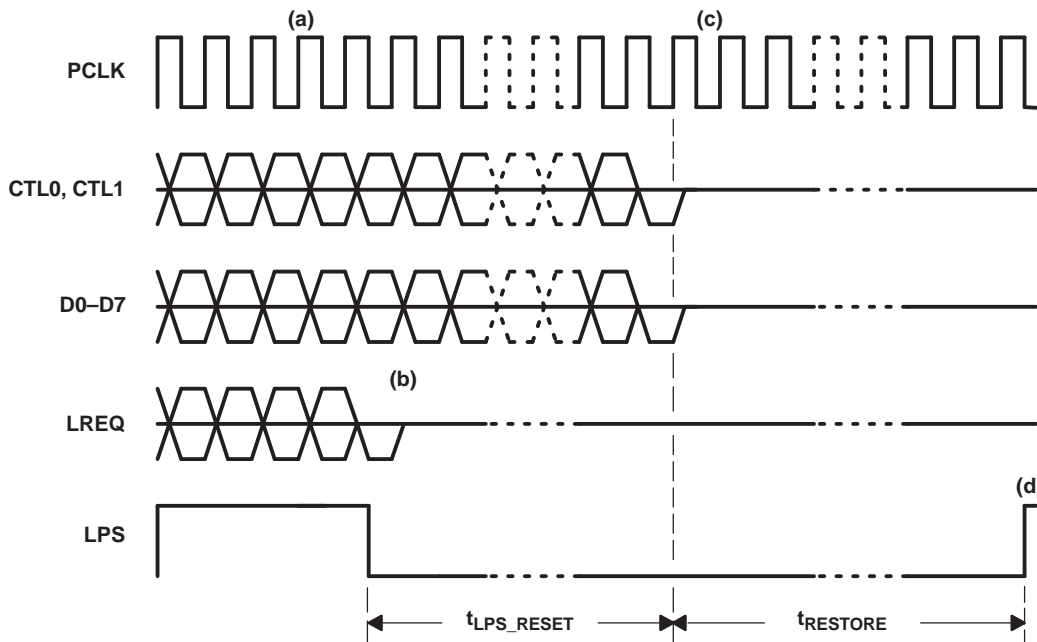 (a)
(c)
PCLK
CTL0, CTL1
D0–D7
(b)
LREQ
(d)
LPS
tLPS_RESET
tRESTORE